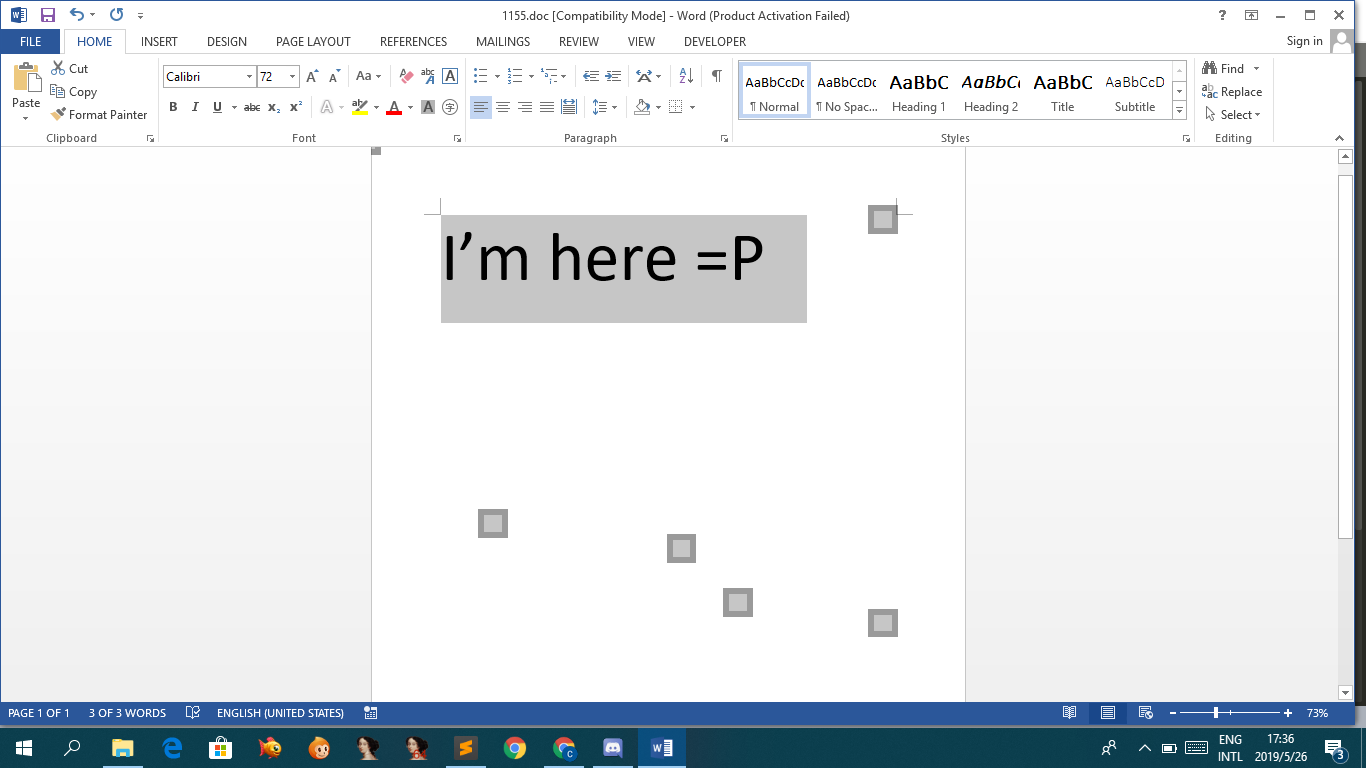 1155.doc [Compatibility Mode] - Word (Product Activation Failed)
FILE HOME INSERT DESIGN PAGE LAYOUT REFERENCES MAILINGS REVIEW VIEW DEVELOPER Sign in
Paste
Cut
Copy
Format Painter
Clipboard
Calibri 72
Font
Paragraph
AaBbCcDc AaBbCcDc AaBbC AaBbCc AaBbC AaBbCcD
¶ Normal ¶ No Spac... Heading 1 Heading 2 Title Subtitle
Styles
Find
Replace
Select
Editing
I’m here =P
PAGE 1 OF 1 3 OF 3 WORDS ENGLISH (UNITED STATES) 73%
ENG 17:36
INTL 2019/5/26 3